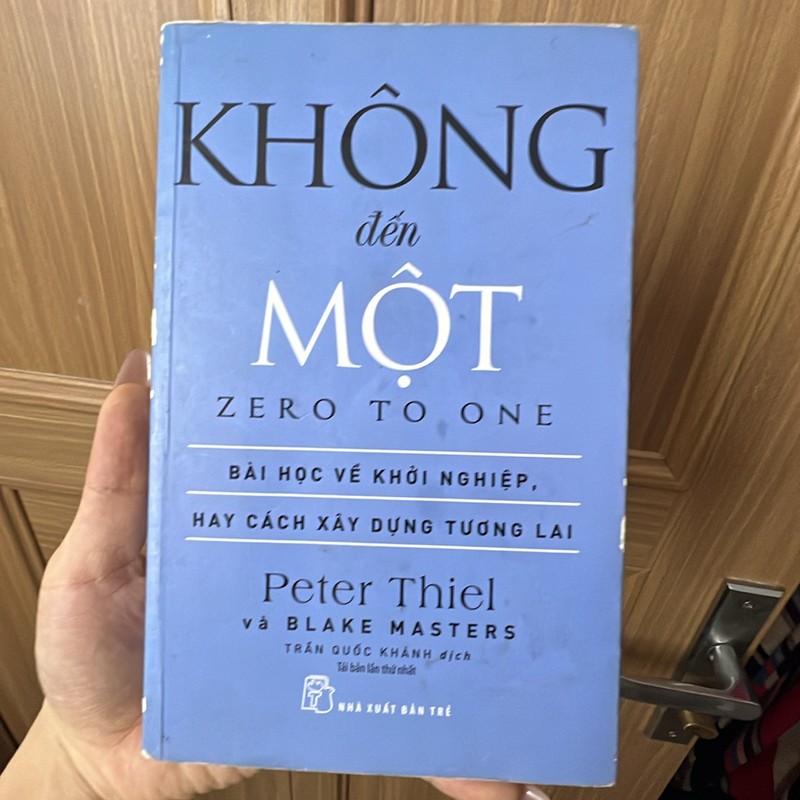 KHÔNG
đến
MỘT
ZERO TO ONE
BÀI HỌC VỀ KHỞI NGHIỆP,
HAY CÁCH XÂY DỰNG TƯƠNG LAI
Peter Thiel
và BLAKE MASTERS
TRẦN QUỐC KHÁNH dịch
Tái bản lần thứ nhất
NHÀ XUẤT BẢN TRẺ